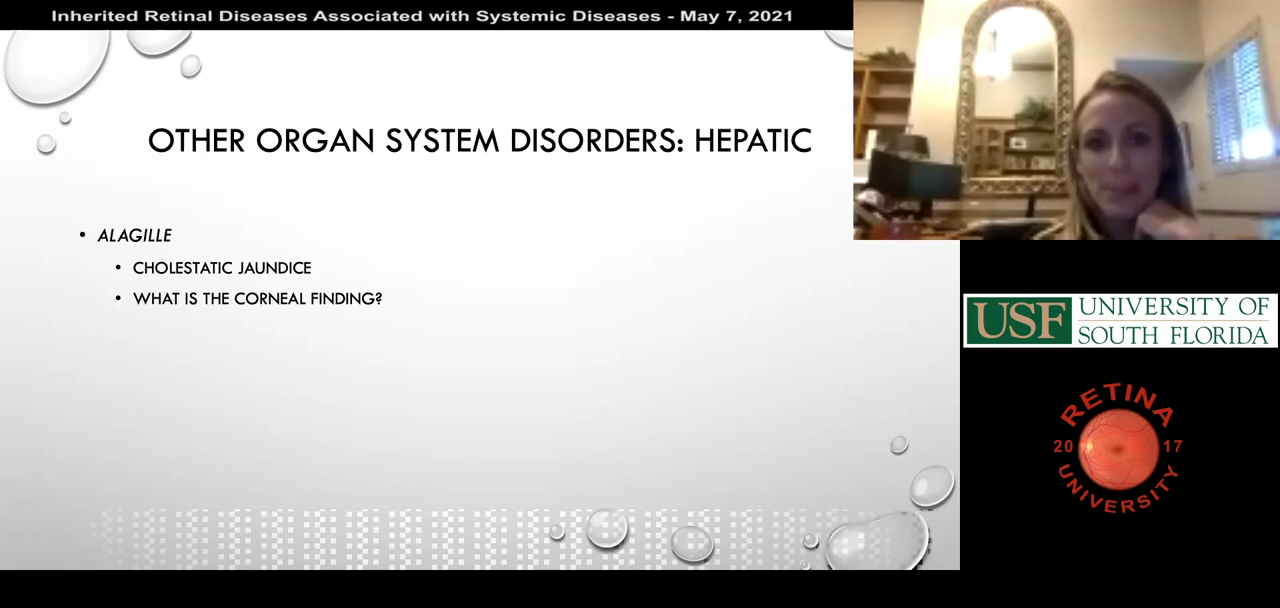 Inherited Retinal Diseases Associated with Systemic Diseases - May 7, 2021
OTHER ORGAN SYSTEM DISORDERS: HEPATIC
• ALAGILLE
• CHOLESTATIC JAUNDICE
• WHAT IS THE CORNEAL FINDING?
USF UNIVERSITY OF
SOUTH FLORIDA
RETINA
20 17
UNIVERSITY